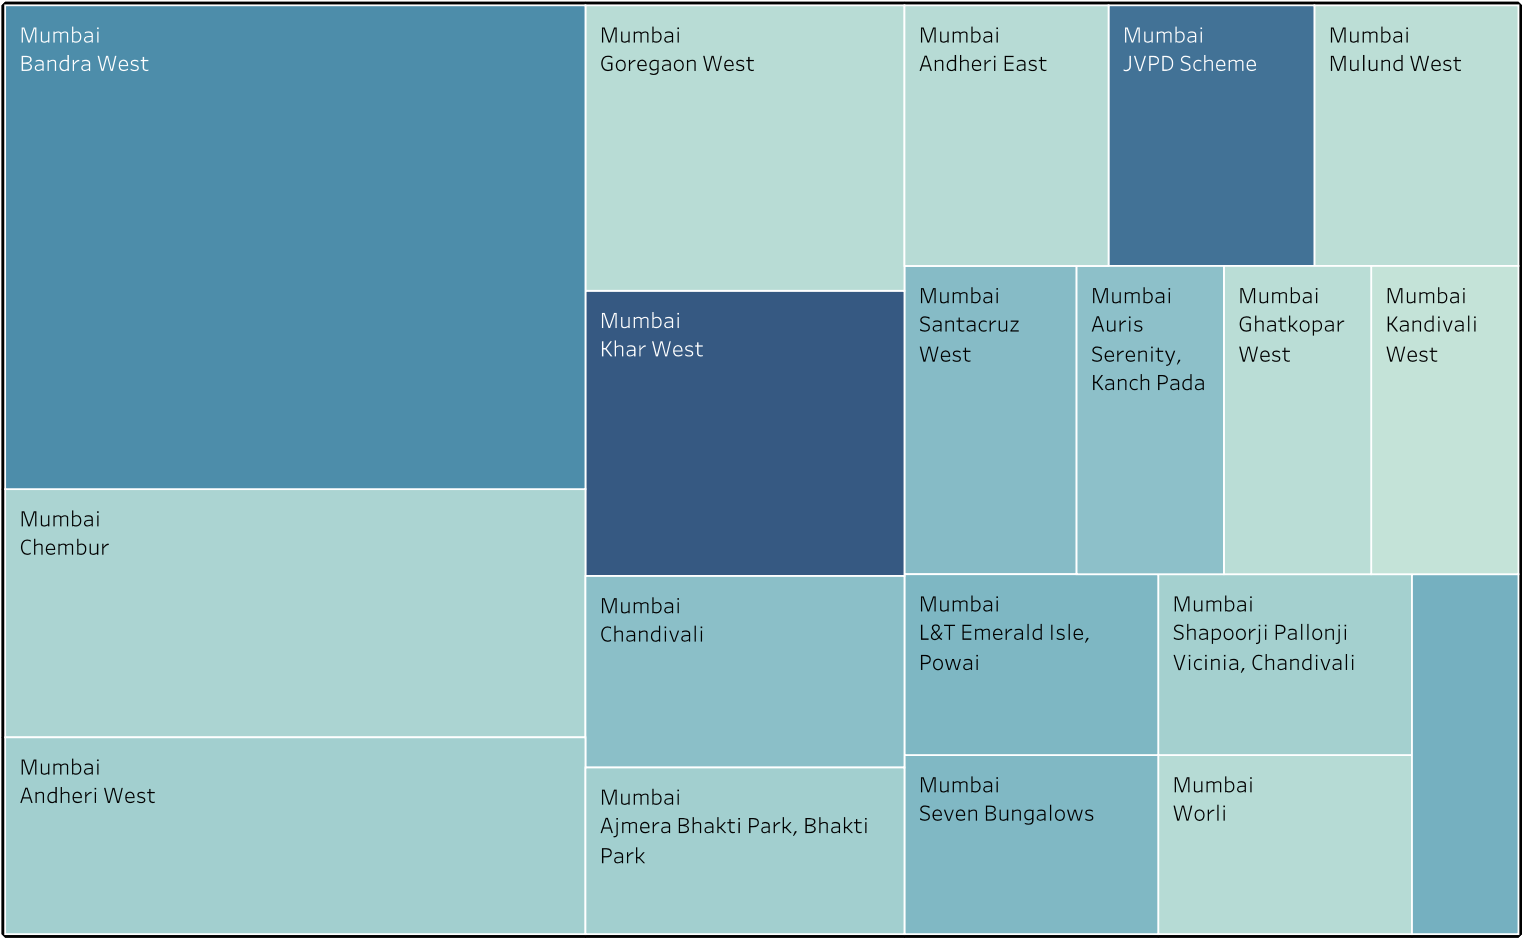 Mumbai
Bandra West
Mumbai
Chembur
Mumbai
Andheri West
Mumbai
Goregaon West
Mumbai
Khar West
Mumbai
Chandivali
Mumbai
Ajmera Bhakti Park, Bhakti
Park
Mumbai
Andheri East
Mumbai
JVPD Scheme
Mumbai
Mulund West
Mumbai
Santacruz
West
Mumbai
Auris
Serenity,
Kanch Pada
Mumbai
Ghatkopar
West
Mumbai
Kandivali
West
Mumbai
L&T Emerald Isle,
Powai
Mumbai
Shapoorji Pallonji
Vicinia, Chandivali
Mumbai
Seven Bungalows
Mumbai
Worli